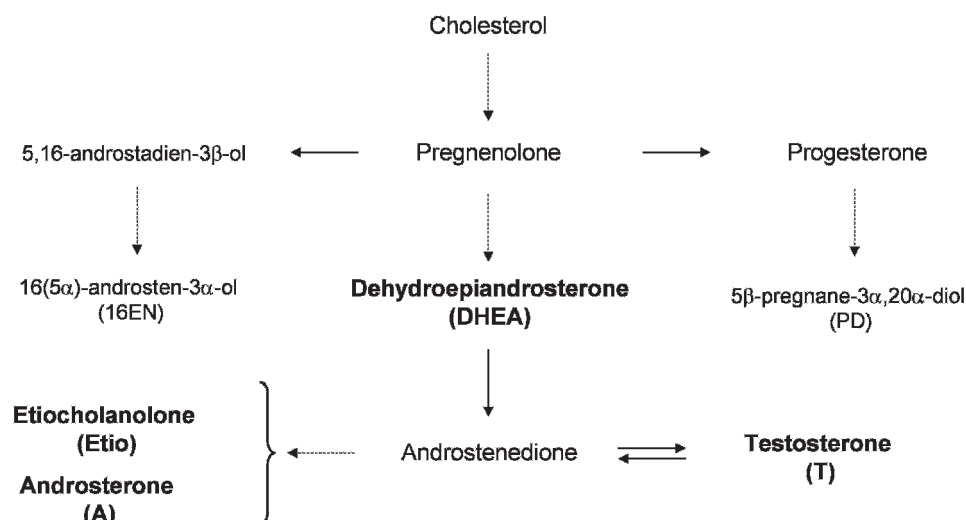 Cholesterol
5,16-androstadien-3β-ol
Pregnenolone
Progesterone
16(5α)-androsten-3α-ol
(16EN)
Dehydroepiandrosterone
(DHEA)
5β-pregnane-3α,20α-diol
(PD)
Etiocholanolone
(Etio)
Androsterone
(A)
Androstenedione
Testosterone
(T)